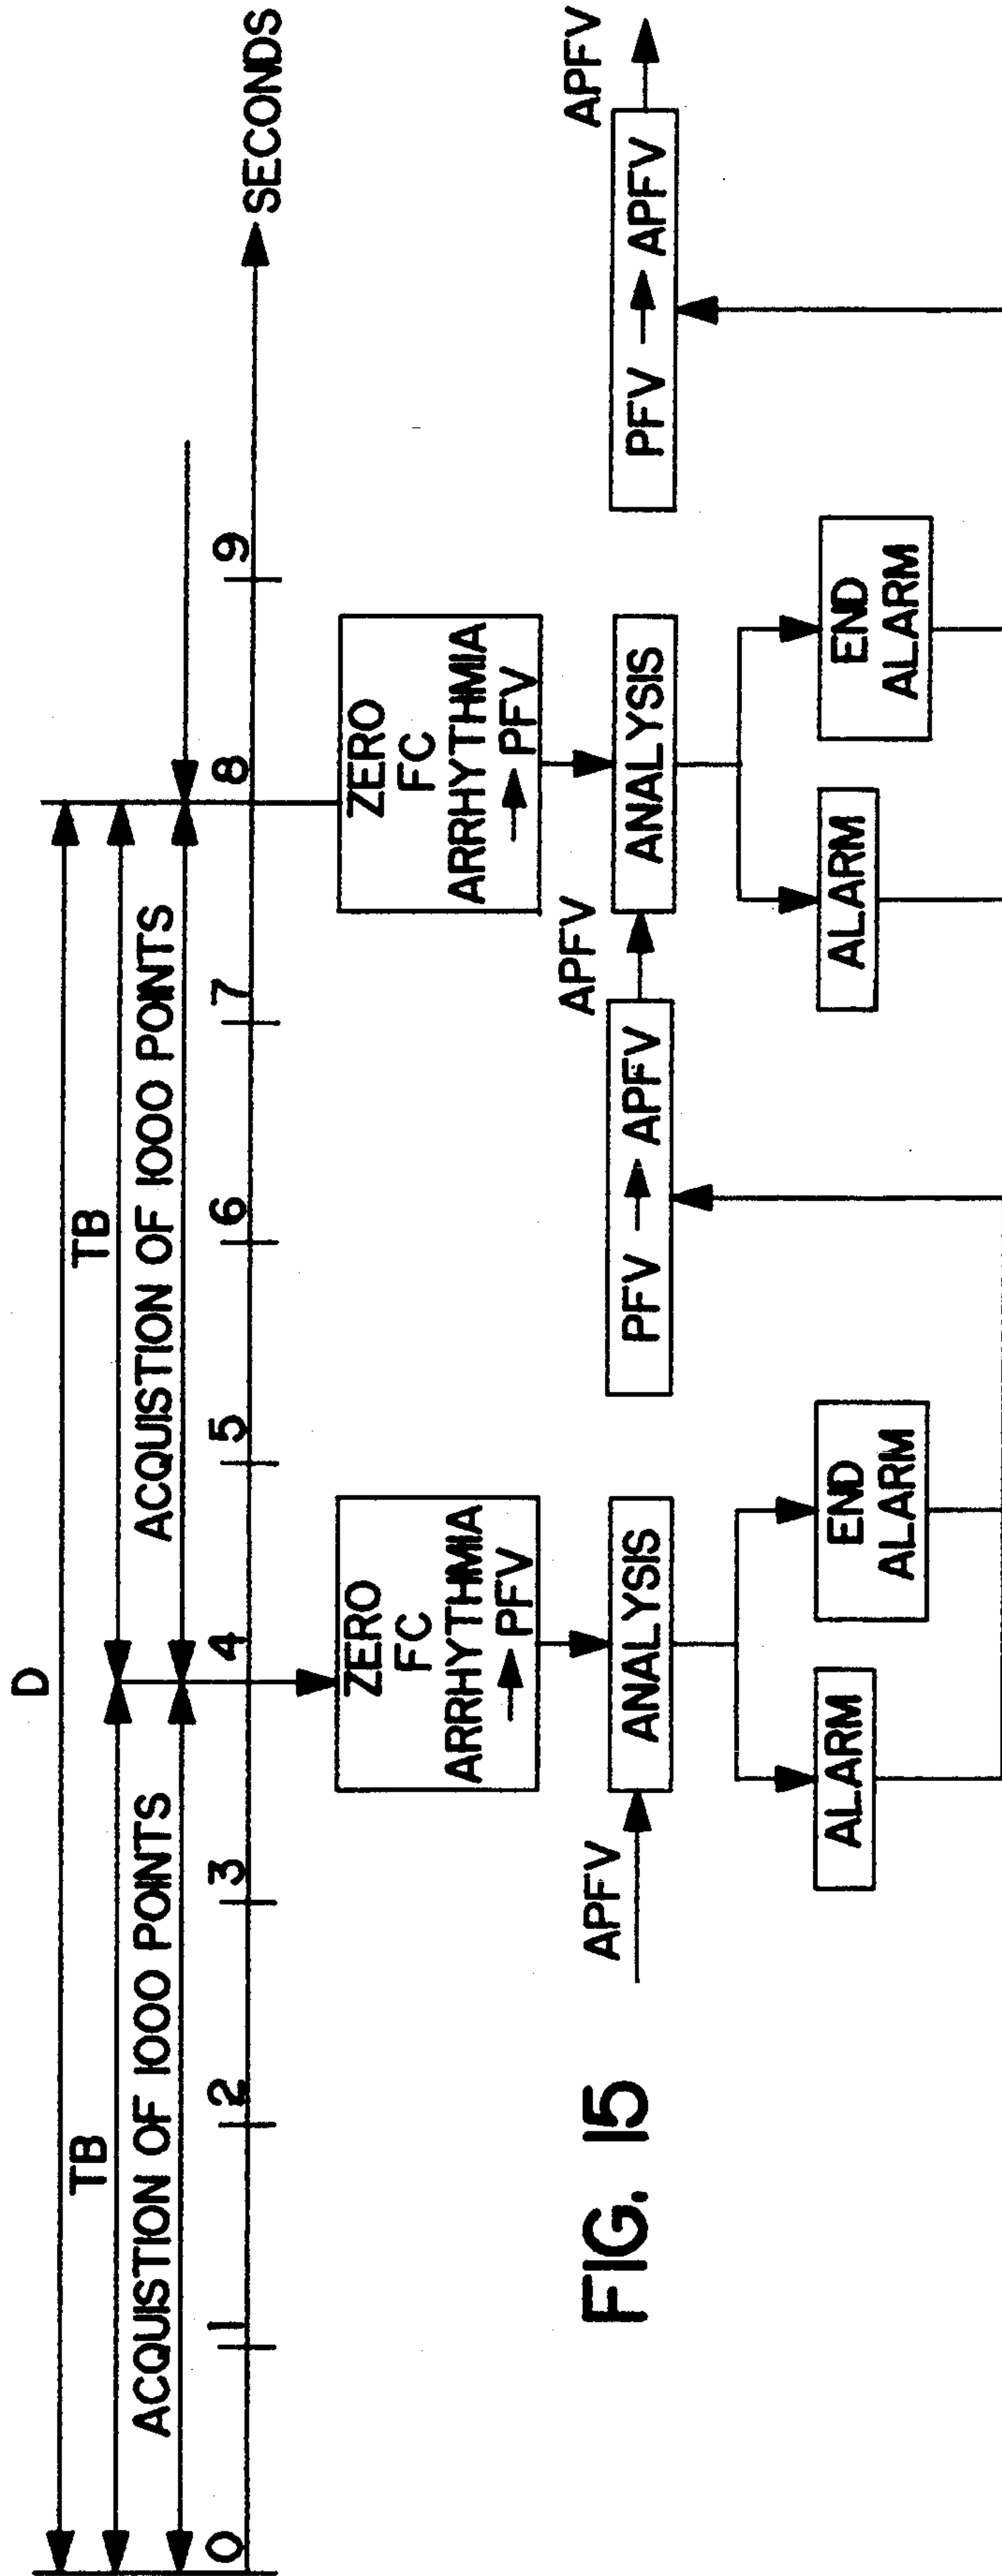 D
TB
TB
ACQUISTION OF 1000 POINTS
ACQUISTION OF 1000 POINTS
0
1
2
3
4
5
6
7
8
9
SECONDS
ZERO
FC
ARRHYTHMIA
→ PFV
ZERO
FC
ARRHYTHMIA
→ PFV
APFV
ANALYSIS
PFV → APFV
APFV
ANALYSIS
PFV → APFV
APFV
ALARM
END
ALARM
ALARM
END
ALARM
FIG. 15